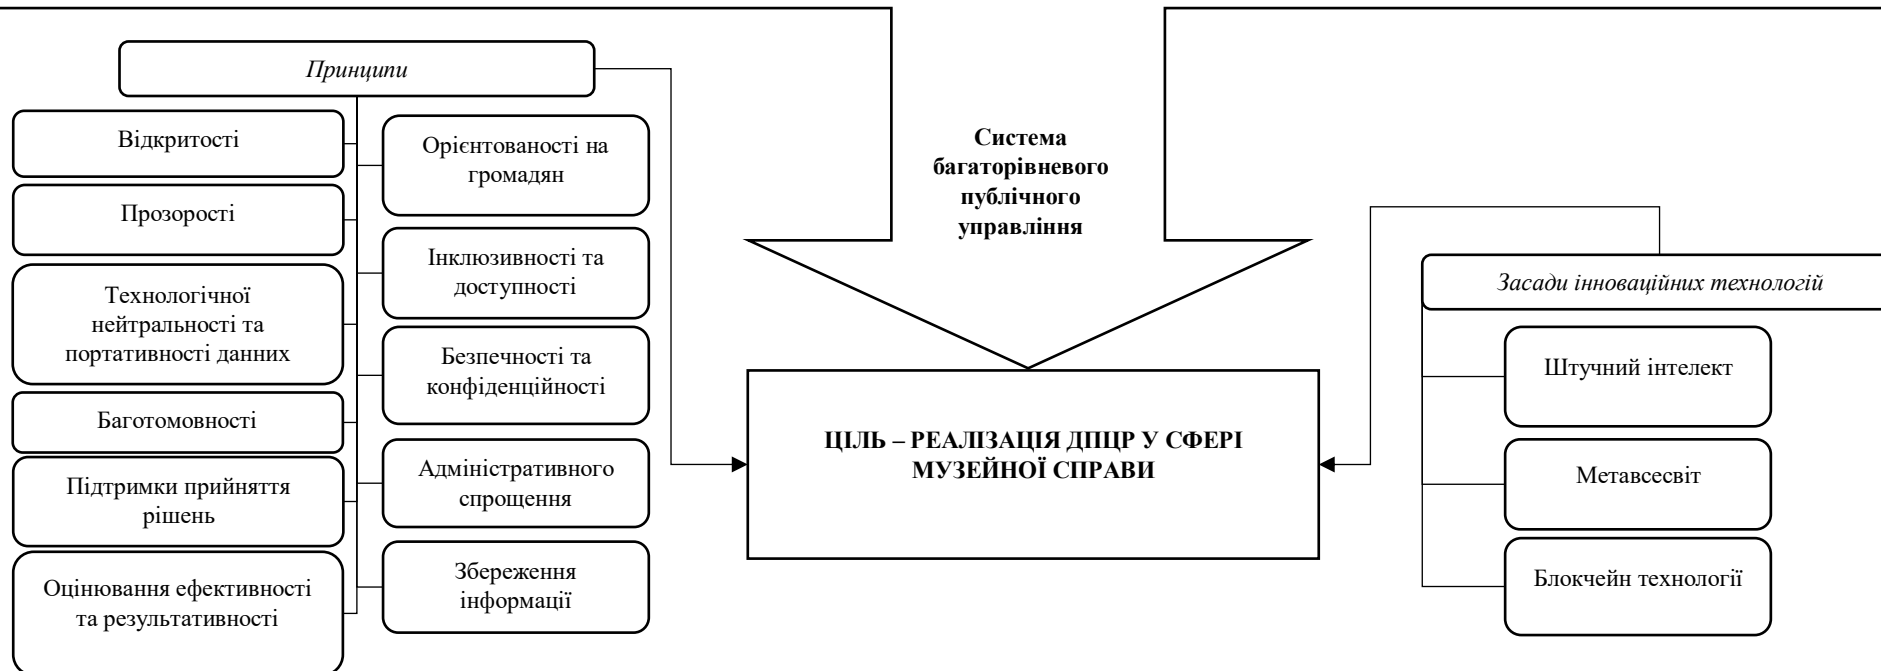 Принципи
Відкритості
Прозорості
Технологічної
нейтральності та
портативності данних
Баготомовності
Підтримки прийняття
рішень
Оцінювання ефективності
та результативності
Орієнтованості на
громадян
Інклюзивності та
доступності
Безпечності та
конфіденційності
Адміністративного
спрощення
Збереження
інформації
Система
багаторівневого
публічного
управління
ЦІЛЬ – РЕАЛІЗАЦІЯ ДПЦР У СФЕРІ
МУЗЕЙНОЇ СПРАВИ
Засади інноваційних технологій
Штучний інтелект
Метавсесвіт
Блокчейн технології